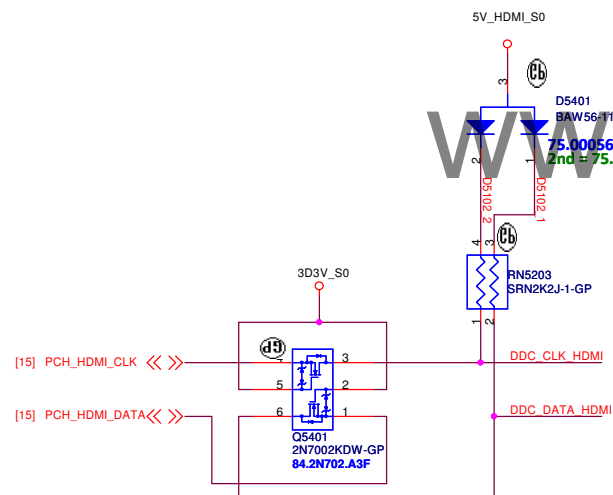 5V_HDMI_S0
3
D5401
BAW56-11
75.00056
2nd = 75.
WW
2
1
D5102_2
D5102_1
4
3
RN5203
SRN2K2J-1-GP
1
2
3D3V_S0
GP
[15] PCH_HDMI_CLK
4
3
DDC_CLK_HDMI
5
2
[15] PCH_HDMI_DATA
6
1
DDC_DATA_HDMI
Q5401
2N7002KDW-GP
84.2N702.A3F